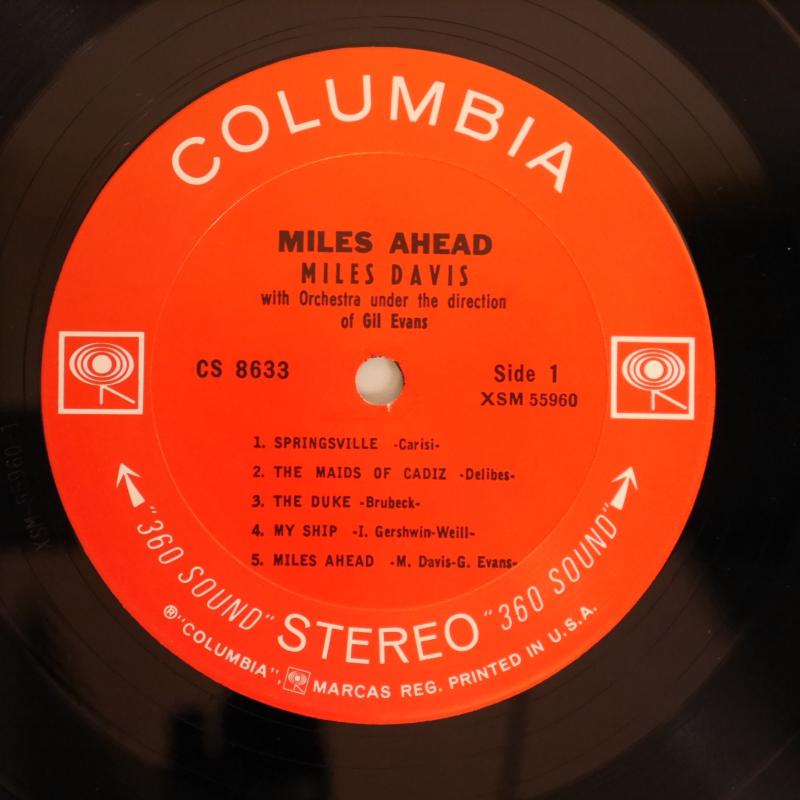 COLUMBIA
MILES AHEAD
MILES DAVIS
with Orchestra under the direction
of Gil Evans
CS 8633
Side 1
XSM 55960
1. SPRINGSVILLE -Carisi-
2. THE MAIDS OF CADIZ -Delibes-
3. THE DUKE -Brubeck-
4. MY SHIP -I. Gershwin-Weill-
5. MILES AHEAD -M. Davis-G. Evans-
"360 SOUND" STEREO "360 SOUND"
® "COLUMBIA", MARCAS REG. PRINTED IN U.S.A.